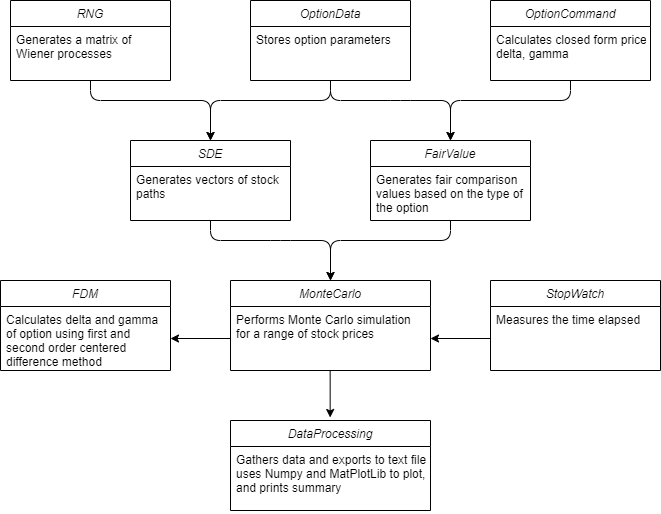 RNG
Generates a matrix of
Wiener processes
OptionData
Stores option parameters
OptionCommand
Calculates closed form price
delta, gamma
SDE
Generates vectors of stock
paths
FairValue
Generates fair comparison
values based on the type of
the option
FDM
Calculates delta and gamma
of option using first and
second order centered
difference method
MonteCarlo
Performs Monte Carlo simulation
for a range of stock prices
StopWatch
Measures the time elapsed
DataProcessing
Gathers data and exports to text file
uses Numpy and MatPlotLib to plot,
and prints summary